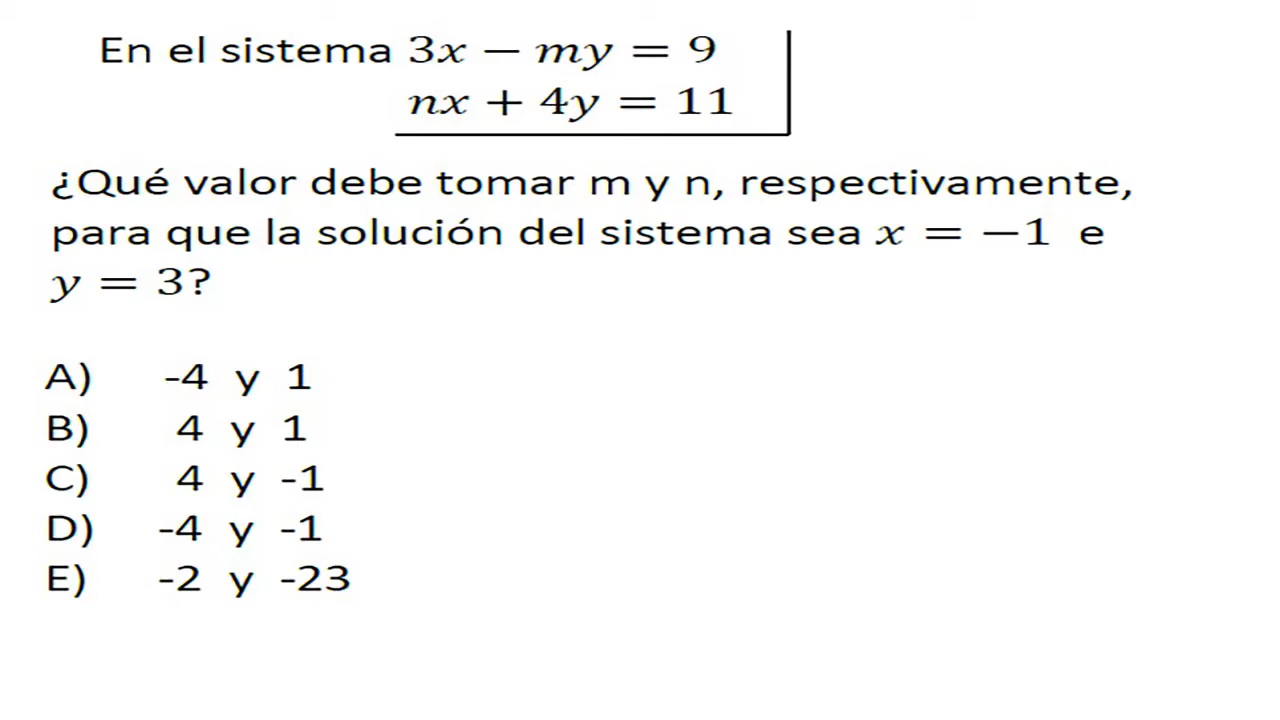 En el sistema 3x − my = 9
nx + 4y = 11
¿Qué valor debe tomar m y n, respectivamente,
para que la solución del sistema sea x = −1 e
y = 3?
A) -4 y 1
B) 4 y 1
C) 4 y -1
D) -4 y -1
E) -2 y -23